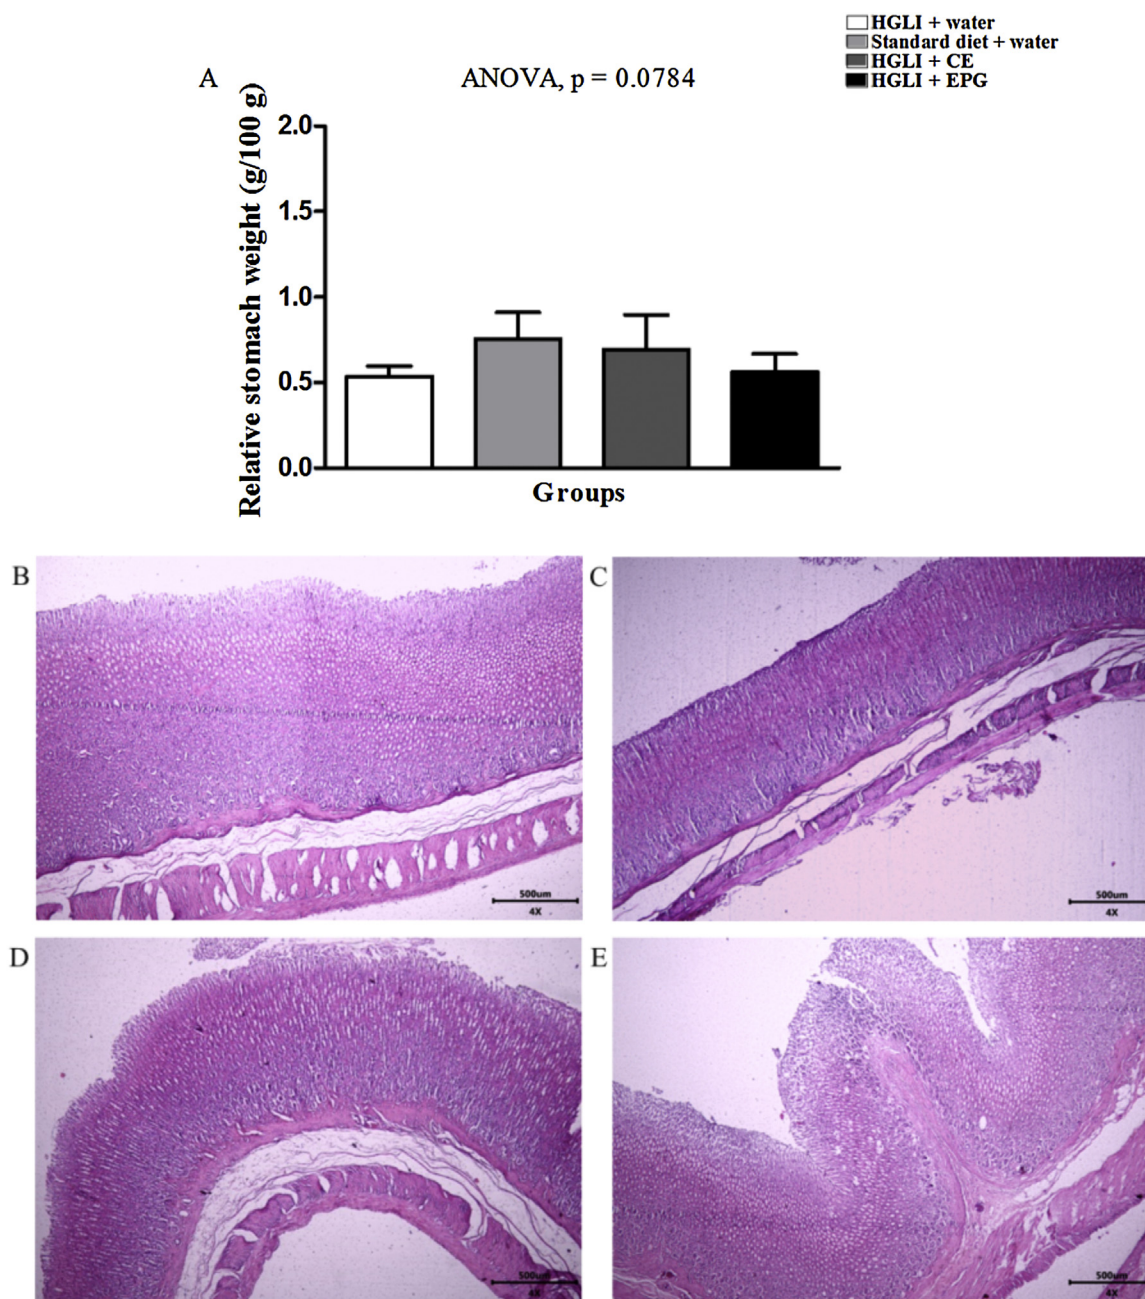 HGLI + water
Standard diet + water
HGLI + CE
HGLI + EPG
A
ANOVA, p = 0.0784
Relative stomach weight (g/100 g)
2.0
1.5
1.0
0.5
0.0
Groups
B
500um
4X
C
500um
4X
D
500um
4X
E
500um
4X